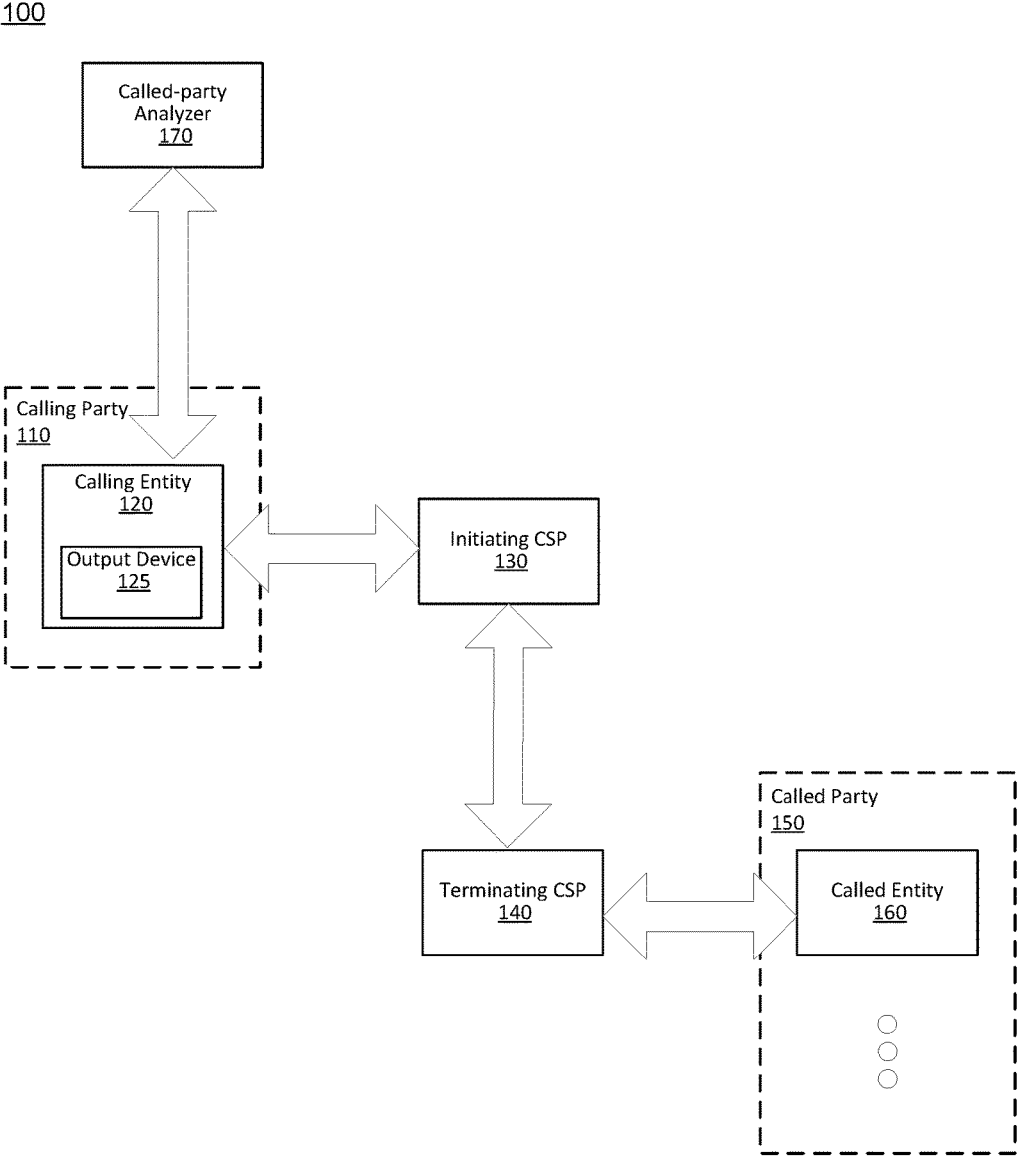 100
Called-party
Analyzer
170
Calling Party
110
Calling Entity
120
Output Device
125
Initiating CSP
130
Terminating CSP
140
Called Party
150
Called Entity
160